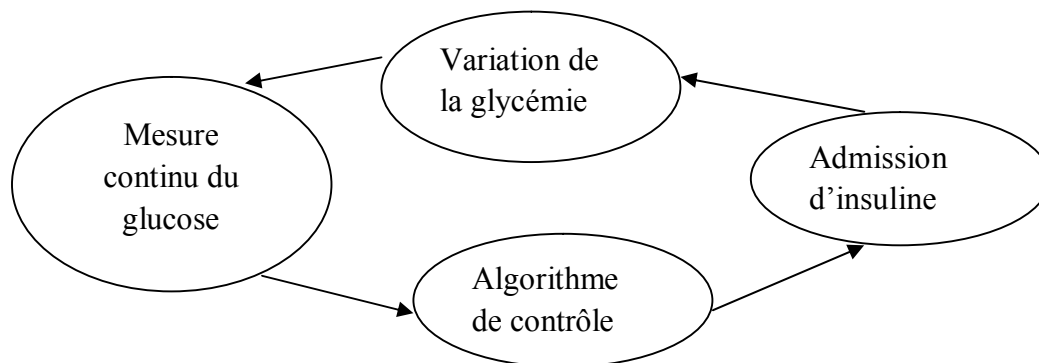 Variation de
la glycémie
Mesure
continu du
glucose
Admission
d’insuline
Algorithme
de contrôle